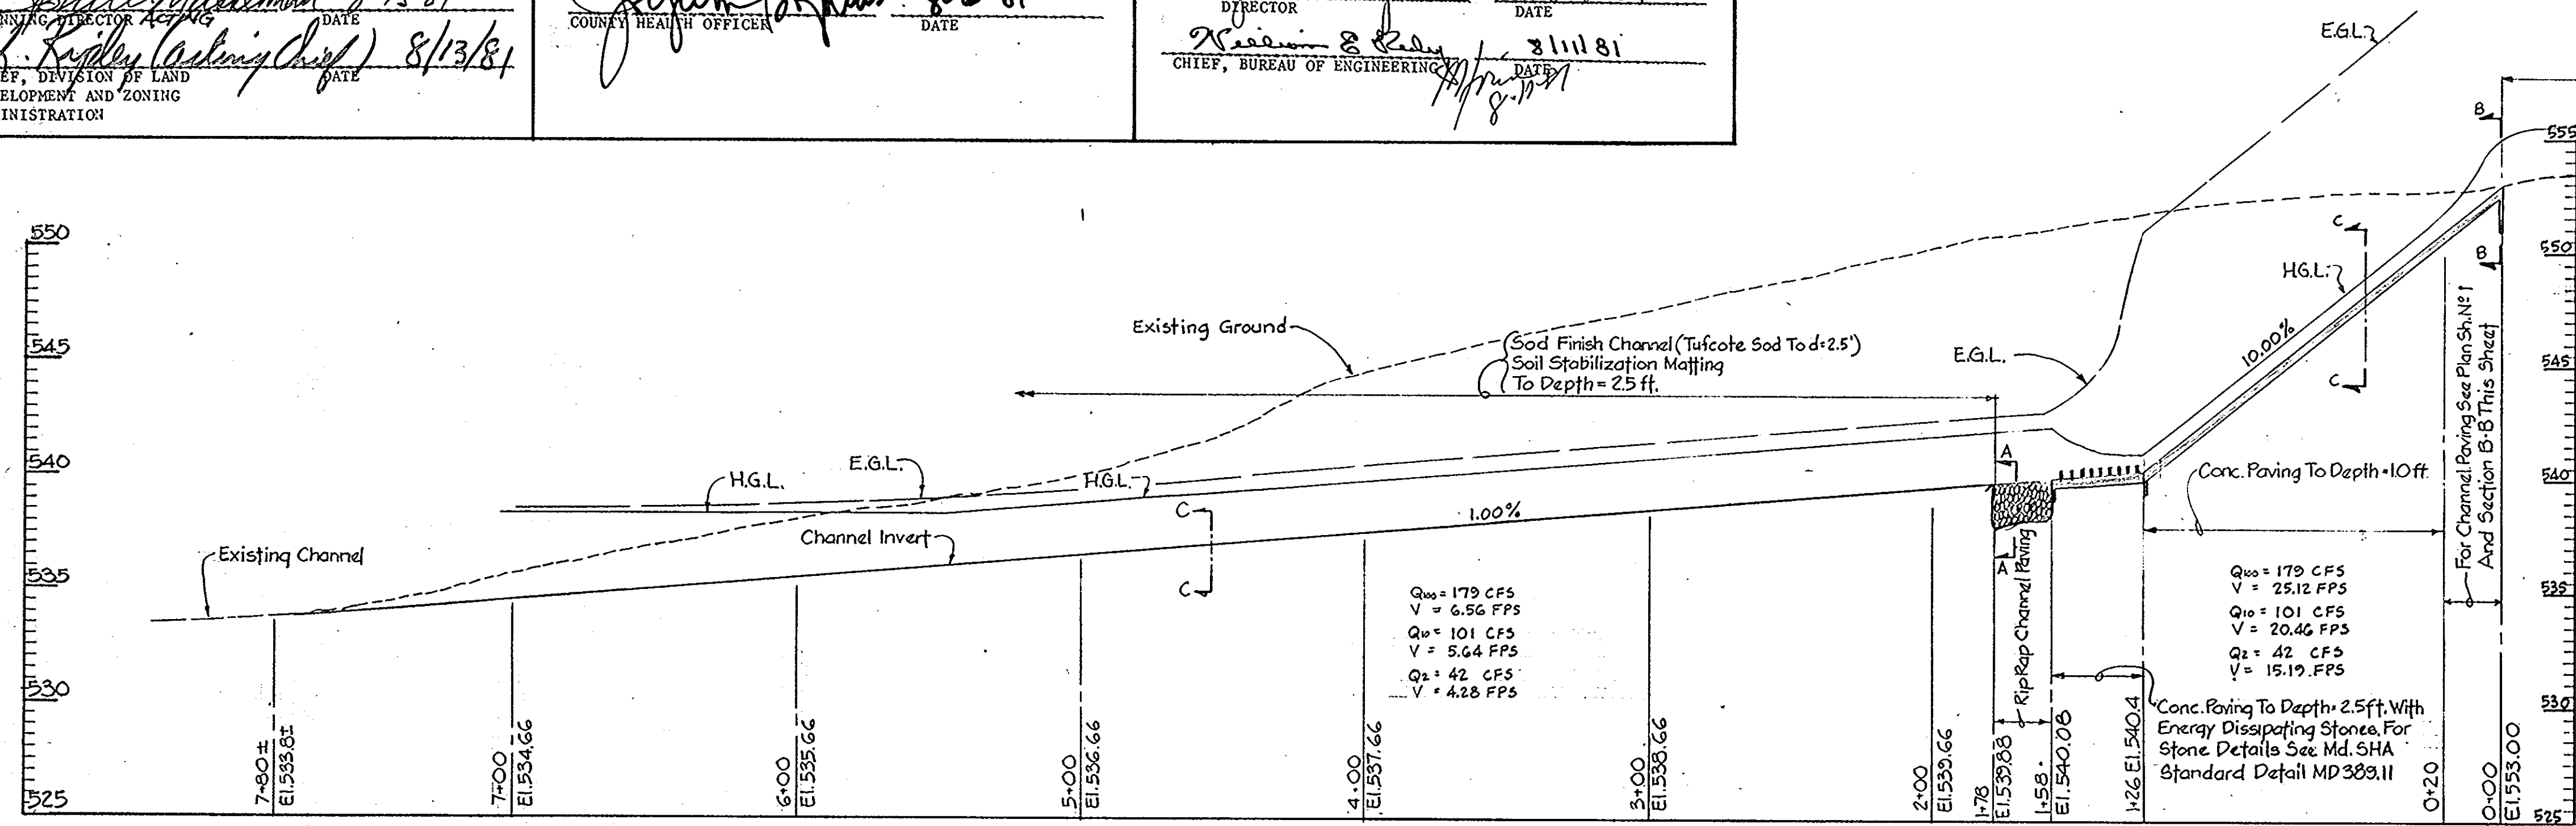 NNING DIRECTOR ACTING DATE
Ridley (acting Chief) 8/13/81
EF, DIVISION OF LAND DATE
ELOPMENT AND ZONING
INISTRATION
COUNTY HEALTH OFFICER DATE
DIRECTOR DATE
William E. 8/11/81
CHIEF, BUREAU OF ENGINEERING DATE
E.G.L.
B
555
550
545
540
535
530
525
Existing Ground
Sod Finish Channel (Tufcote Sod To d=2.5')
Soil Stabilization Matting
To Depth = 2.5 ft.
E.G.L.
10.00%
H.G.L.
C
C
B
550
545
540
535
530
525
H.G.L.
E.G.L.
H.G.L.
C
C
Channel Invert
Existing Channel
1.00%
A
A
Rip Rap Channel Paving
Conc. Paving To Depth = 1.0 ft.
For Channel Paving See Plan Sh. Nº 1
And Section B-B This Sheet
Q100 = 179 CFS
V = 6.56 FPS
Q10 = 101 CFS
V = 5.64 FPS
Q2 = 42 CFS
V = 4.28 FPS
Q100 = 179 CFS
V = 25.12 FPS
Q10 = 101 CFS
V = 20.46 FPS
Q2 = 42 CFS
V = 15.19 FPS
Conc. Paving To Depth = 2.5 ft. With
Energy Dissipating Stones, For
Stone Details See Md. SHA
Standard Detail MD 389.11
7+80±
El. 533.8±
7+00
El. 534.66
6+00
El. 535.66
5+00
El. 536.66
4+00
El. 537.66
3+00
El. 538.66
2+00
El. 539.66
1+78
El. 539.88
1+58
El. 540.08
1+26 El. 540.4
0+20
0+00
El. 553.00